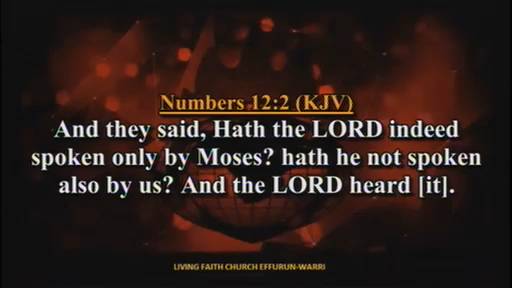 Numbers 12:2 (KJV)
And they said, Hath the LORD indeed
spoken only by Moses? hath he not spoken
also by us? And the LORD heard [it].
LIVING FAITH CHURCH EFFURUN-WARRI